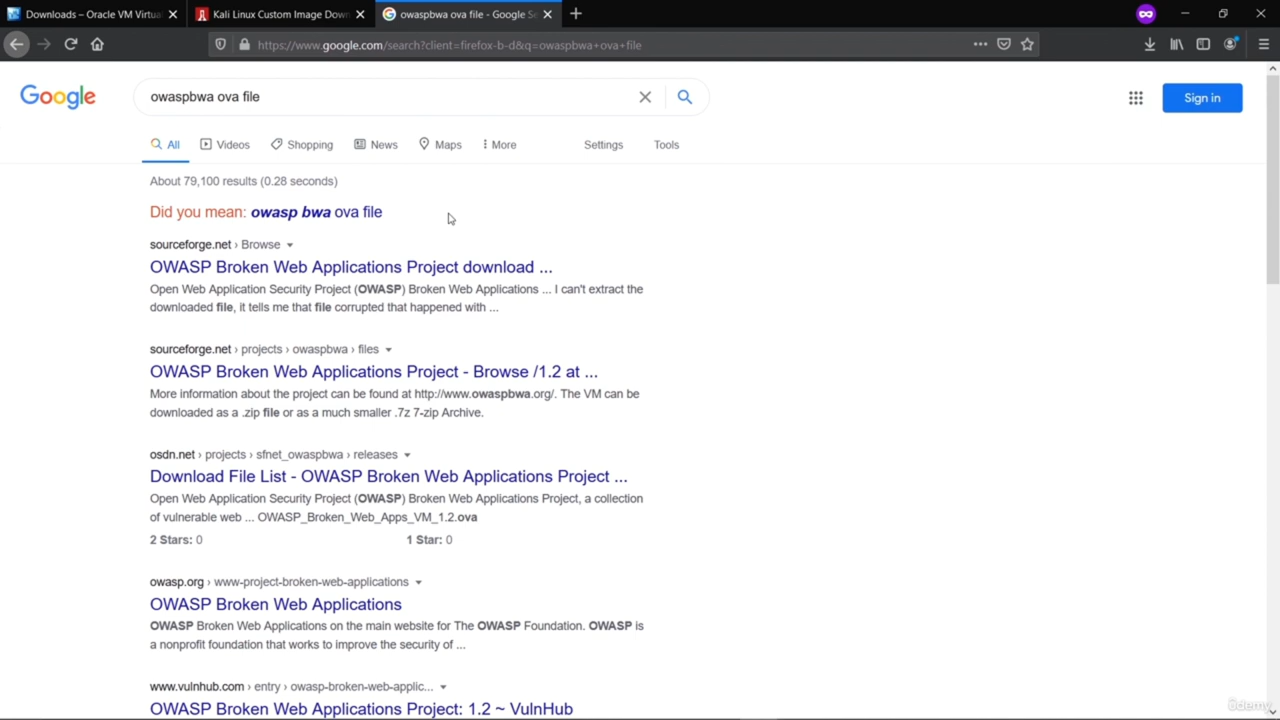 Downloads – Oracle VM Virtua
Kali Linux Custom Image Down
owaspbwa ova file - Google Se
https://www.google.com/search?client=firefox-b-d&q=owaspbwa+ova+file
Google
owaspbwa ova file
Sign in
All
Videos
Shopping
News
Maps
More
Settings
Tools
About 79,100 results (0.28 seconds)
Did you mean: owasp bwa ova file
sourceforge.net › Browse
OWASP Broken Web Applications Project download ...
Open Web Application Security Project (OWASP) Broken Web Applications ... I can't extract the
downloaded file, it tells me that file corrupted that happened with ...
sourceforge.net › projects › owaspbwa › files
OWASP Broken Web Applications Project - Browse /1.2 at ...
More information about the project can be found at http://www.owaspbwa.org/. The VM can be
downloaded as a .zip file or as a much smaller .7z 7-zip Archive.
osdn.net › projects › sfnet_owaspbwa › releases
Download File List - OWASP Broken Web Applications Project ...
Open Web Application Security Project (OWASP) Broken Web Applications Project, a collection
of vulnerable web ... OWASP_Broken_Web_Apps_VM_1.2.ova
2 Stars: 0
1 Star: 0
owasp.org › www-project-broken-web-applications
OWASP Broken Web Applications
OWASP Broken Web Applications on the main website for The OWASP Foundation. OWASP is
a nonprofit foundation that works to improve the security of ...
www.vulnhub.com › entry › owasp-broken-web-applic...
OWASP Broken Web Applications Project: 1.2 ~ VulnHub
ûdemy